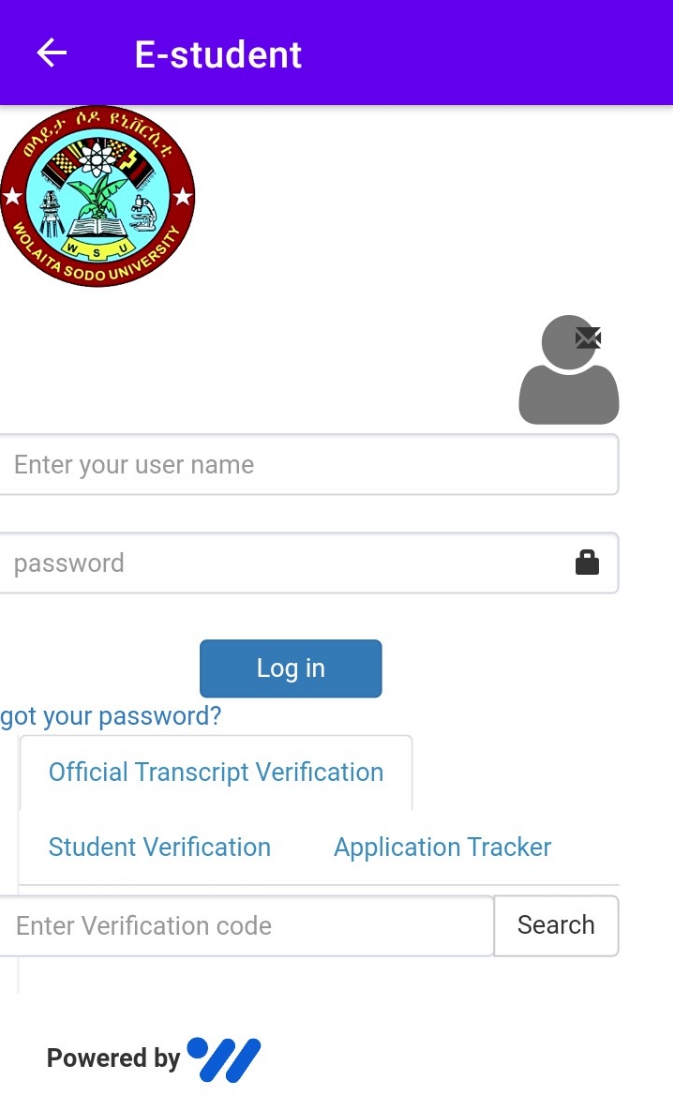 E-student
ወላይታ ሶዶ ዩኒቨርሲቲ
W S U
WOLAITA SODO UNIVERSITY
Enter your user name
password
Log in
got your password?
Official Transcript Verification
Student Verification Application Tracker
Enter Verification code Search
Powered by